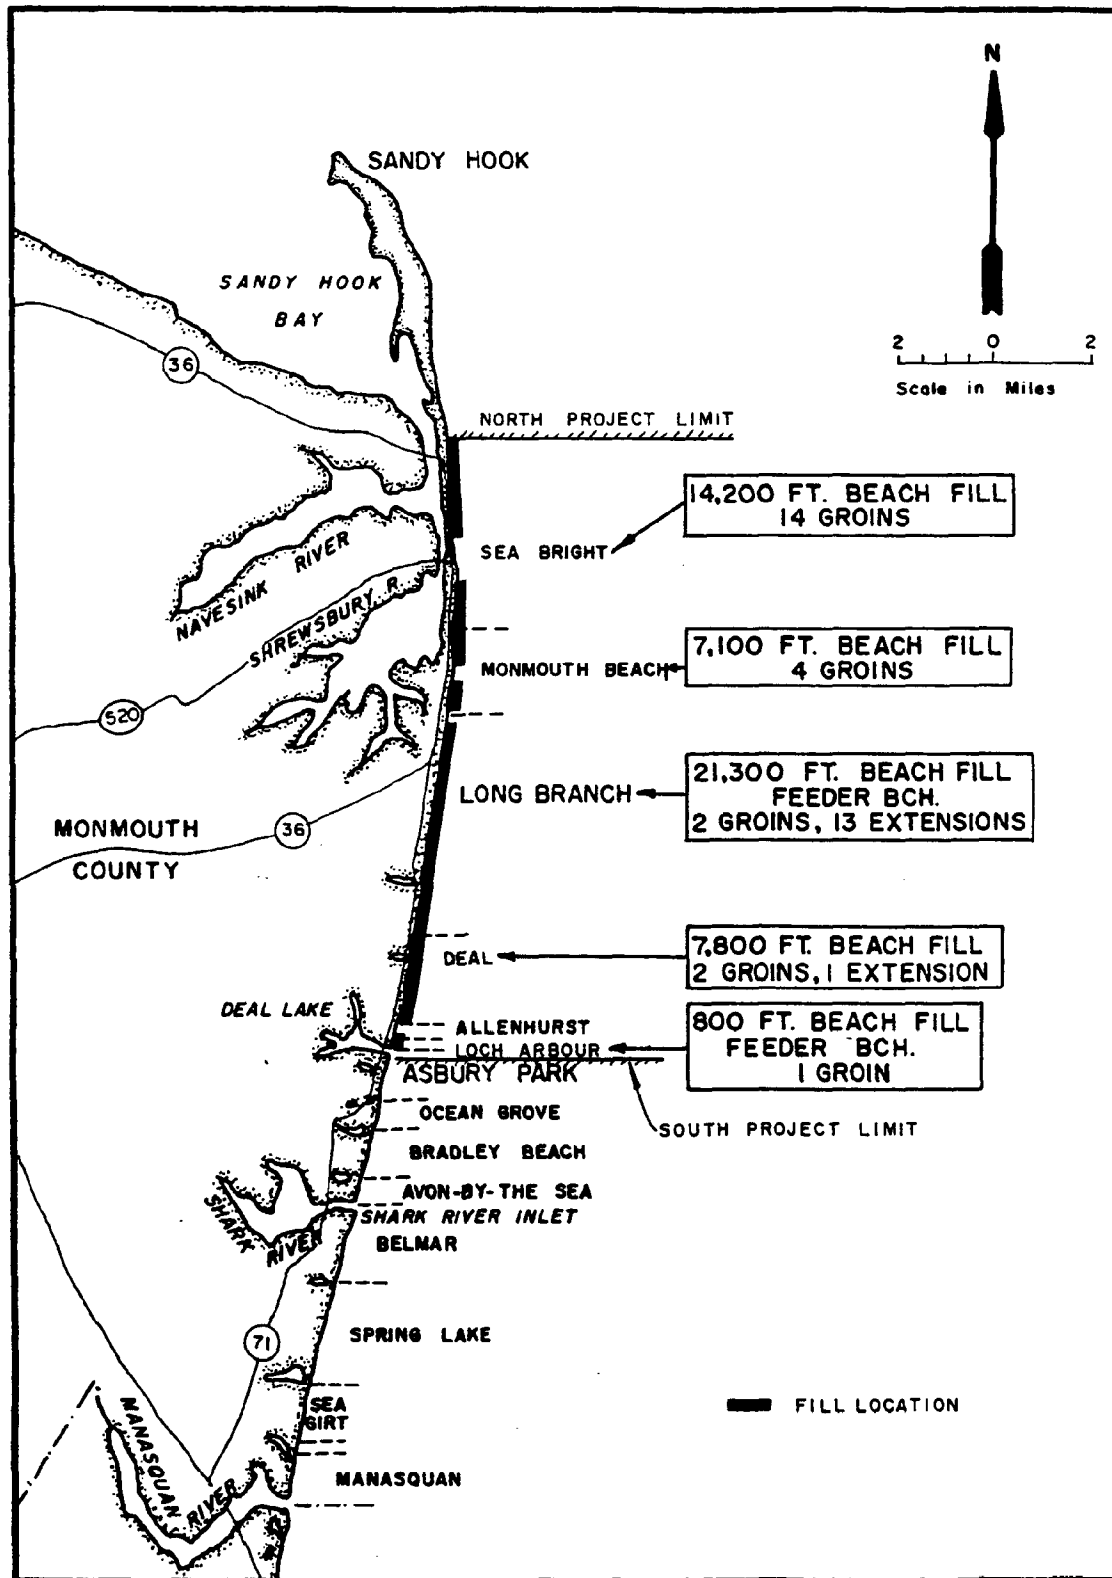 N
SANDY HOOK
SANDY HOOK
BAY
2 0 2
Scale in Miles
36
NORTH PROJECT LIMIT
14,200 FT. BEACH FILL
14 GROINS
SEA BRIGHT
NAVESINK RIVER
SHREWSBURY R.
7,100 FT. BEACH FILL
4 GROINS
MONMOUTH BEACH
520
21,300 FT. BEACH FILL
FEEDER BCH.
2 GROINS, 13 EXTENSIONS
LONG BRANCH
MONMOUTH
COUNTY
36
7,800 FT. BEACH FILL
2 GROINS, 1 EXTENSION
DEAL
DEAL LAKE
800 FT. BEACH FILL
FEEDER BCH.
1 GROIN
ALLENHURST
LOCH ARBOUR
ASBURY PARK
OCEAN GROVE
SOUTH PROJECT LIMIT
BRADLEY BEACH
AVON-BY-THE SEA
SHARK RIVER INLET
SHARK RIVER
BELMAR
71
SPRING LAKE
SEA
GIRT
FILL LOCATION
MANASQUAN RIVER
MANASQUAN